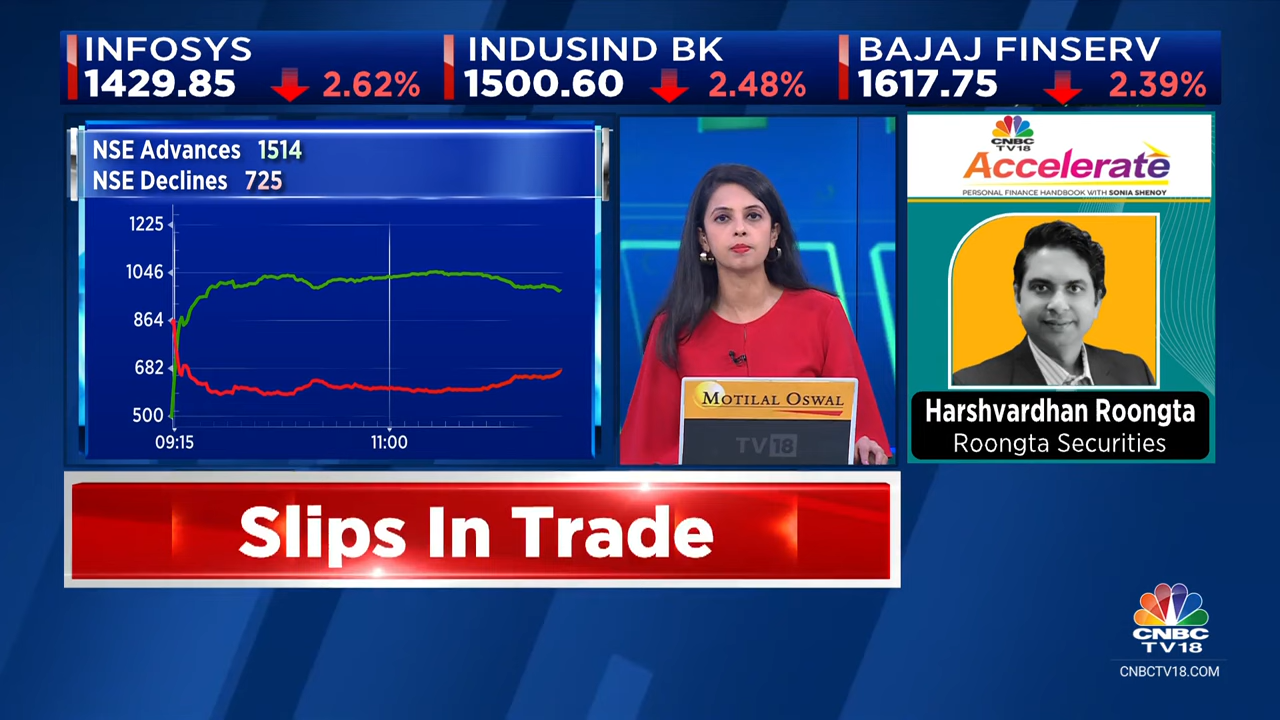 INFOSYS
1429.85 2.62%
INDUSIND BK
1500.60 2.48%
BAJAJ FINSERV
1617.75 2.39%
NSE Advances 1514
NSE Declines 725
1225
1046
864
682
500
09:15 11:00
MOTILAL OSWAL
TV18
CNBC
TV18
Accelerate
PERSONAL FINANCE HANDBOOK WITH SONIA SHENOY
Harshvardhan Roongta
Roongta Securities
Slips In Trade
CNBC
TV18
CNBCTV18.COM